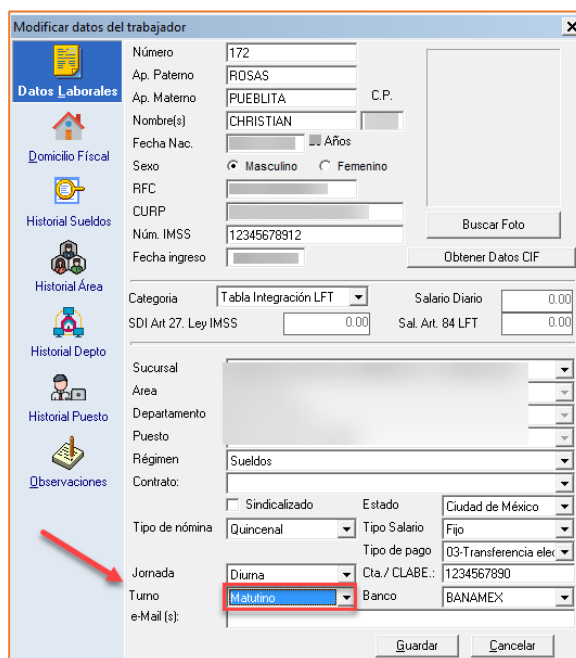 Modificar datos del trabajador
Datos Laborales
Domicilio Físcal
Historial Sueldos
Historial Área
Historial Depto
Historial Puesto
Observaciones
Número 172
Ap. Paterno ROSAS
Ap. Materno PUEBLITA C.P.
Nombre(s) CHRISTIAN
Fecha Nac. Años
Sexo Masculino Femenino
RFC
CURP
Núm. IMSS 12345678912
Fecha ingreso
Buscar Foto
Obtener Datos CIF
Categoria Tabla Integración LFT Salario Diario 0.00
SDI Art 27. Ley IMSS 0.00 Sal. Art. 84 LFT 0.00
Sucursal
Area
Departamento
Puesto
Régimen Sueldos
Contrato:
Sindicalizado Estado Ciudad de México
Tipo de nómina Quincenal Tipo Salario Fijo
Tipo de pago 03-Transferencia elec
Jornada Diurna Cta./ CLABE.: 1234567890
Turno Matutino Banco BANAMEX
e-Mail (s):
Guardar Cancelar